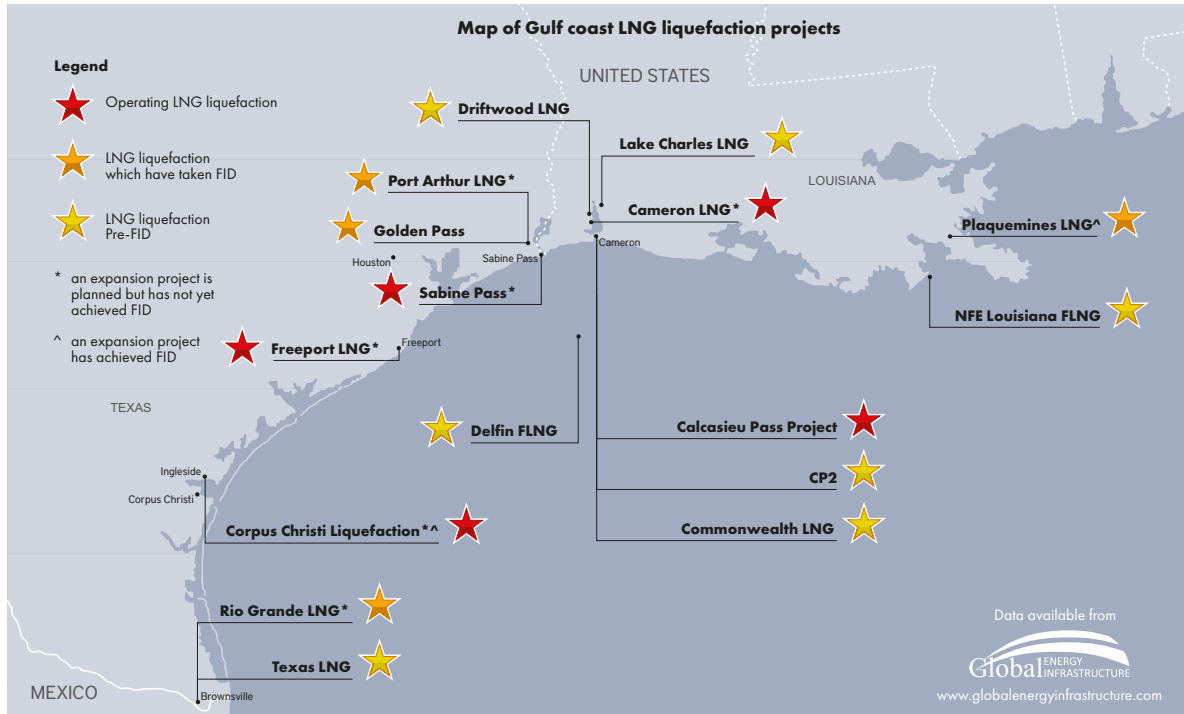 Map of Gulf coast LNG liquefaction projects
Legend
Operating LNG liquefaction
LNG liquefaction
which have taken FID
LNG liquefaction
Pre-FID
* an expansion project is
planned but has not yet
achieved FID
^ an expansion project
has achieved FID
UNITED STATES
Driftwood LNG
Lake Charles LNG
LOUISIANA
Port Arthur LNG*
Cameron LNG*
Plaquemines LNG^
Golden Pass
Cameron
Houston
Sabine Pass
Sabine Pass*
NFE Louisiana FLNG
Freeport LNG*
Freeport
TEXAS
Delfin FLNG
Calcasieu Pass Project
Ingleside
CP2
Corpus Christi
Corpus Christi Liquefaction*^
Commonwealth LNG
Rio Grande LNG*
Texas LNG
MEXICO
Brownsville
Data available from
Global ENERGY
INFRASTRUCTURE
www.globalenergyinfrastructure.com